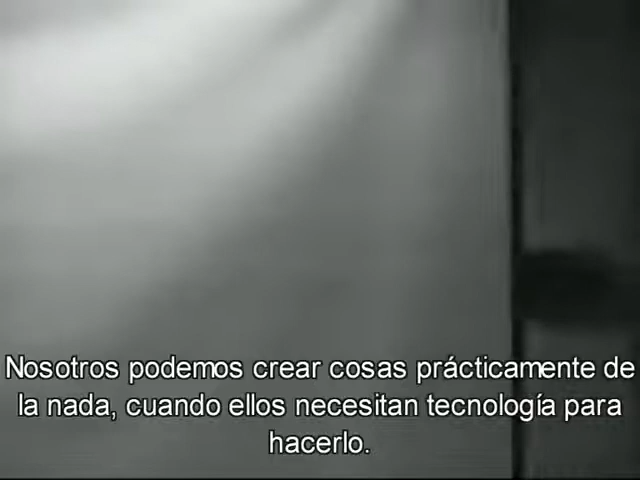 Nosotros podemos crear cosas prácticamente de
la nada, cuando ellos necesitan tecnología para
hacerlo.